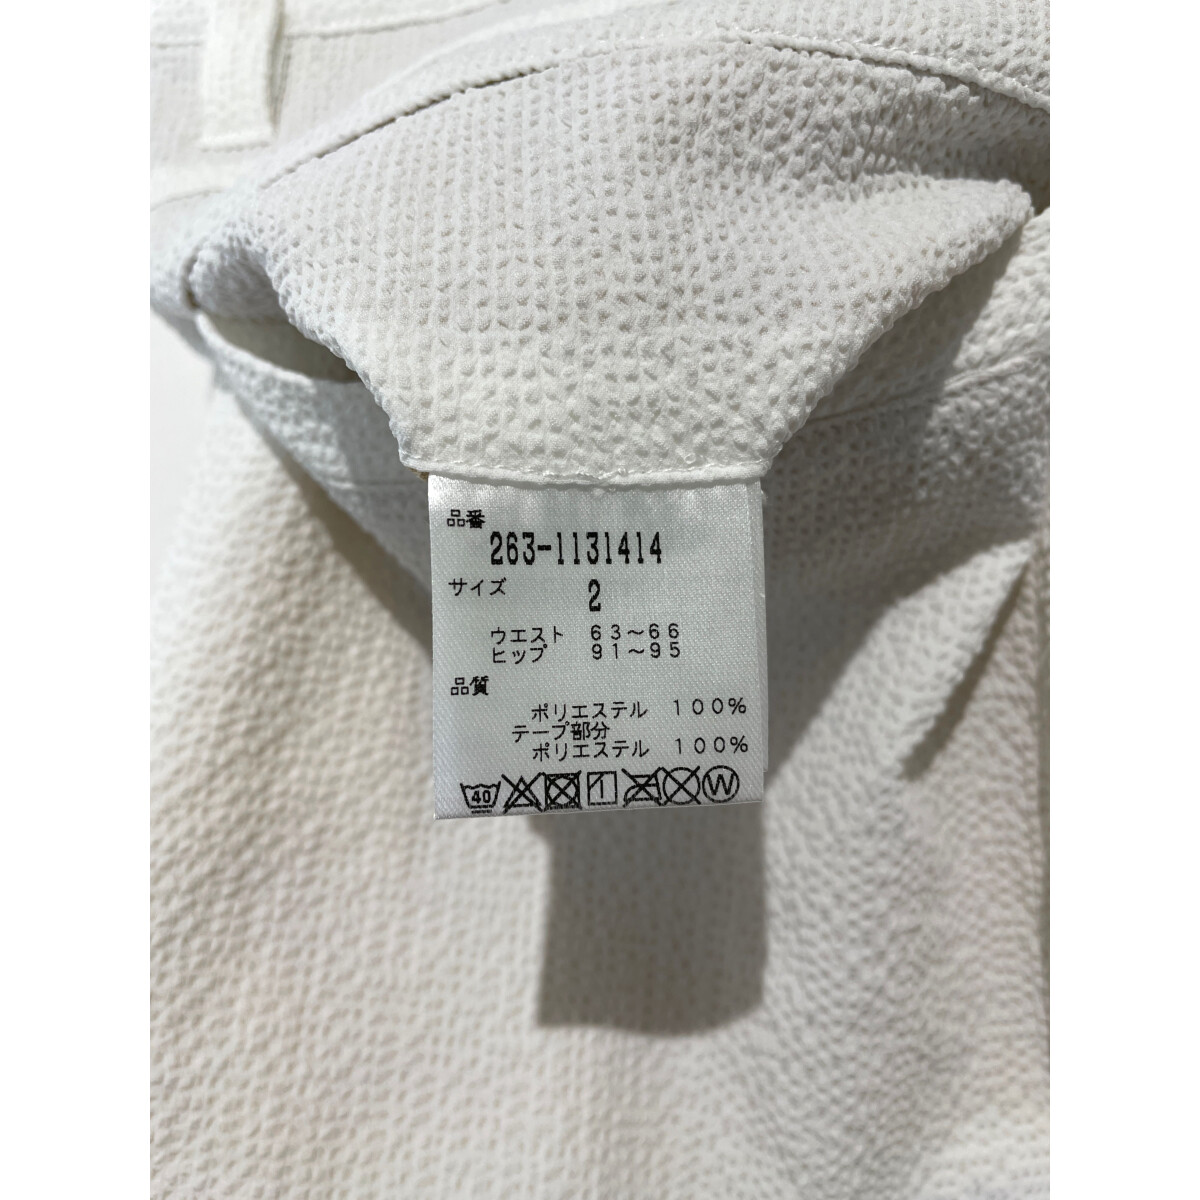 品番
263-1131414
サイズ
2
ウエスト 63〜66
ヒップ 91〜95
品質
ポリエステル 100%
テープ部分
ポリエステル 100%
40 1 W